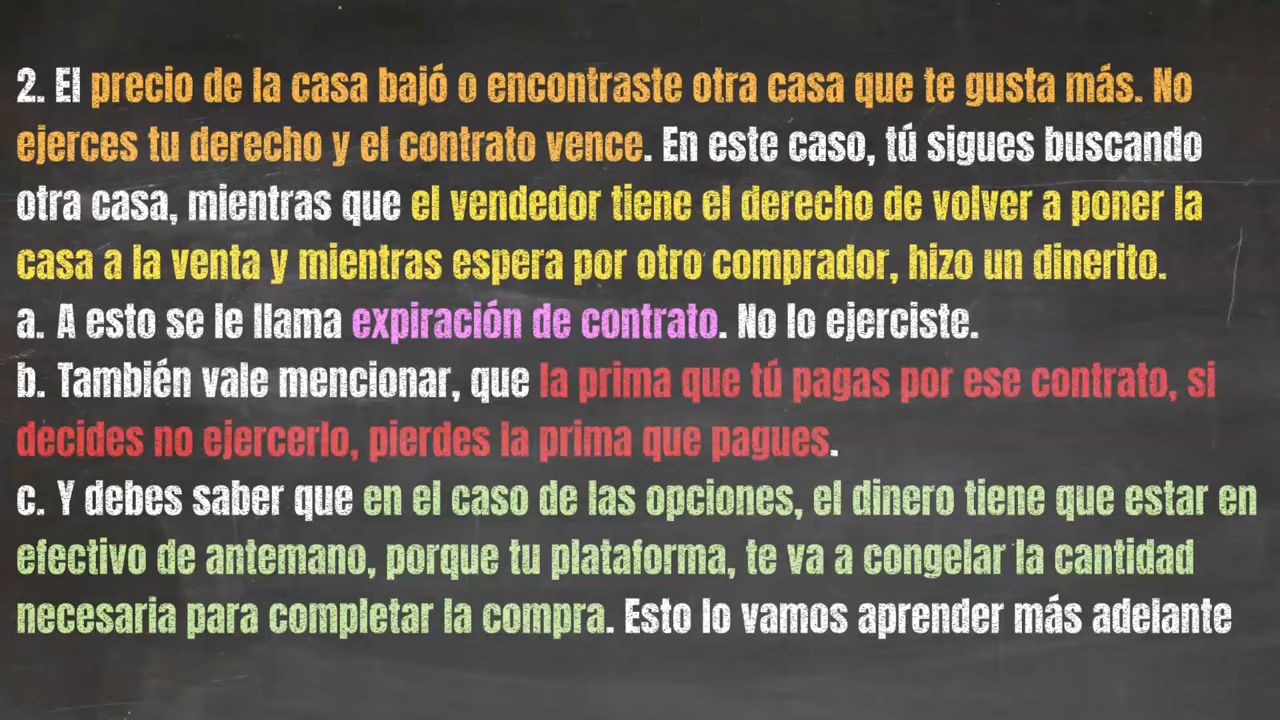 2. El precio de la casa bajó o encontraste otra casa que te gusta más. No
ejerces tu derecho y el contrato vence. En este caso, tú sigues buscando
otra casa, mientras que el vendedor tiene el derecho de volver a poner la
casa a la venta y mientras espera por otro comprador, hizo un dinerito.
a. A esto se le llama expiración de contrato. No lo ejerciste.
b. También vale mencionar, que la prima que tú pagas por ese contrato, si
decides no ejercerlo, pierdes la prima que pagues.
c. Y debes saber que en el caso de las opciones, el dinero tiene que estar en
efectivo de antemano, porque tu plataforma, te va a congelar la cantidad
necesaria para completar la compra. Esto lo vamos aprender más adelante